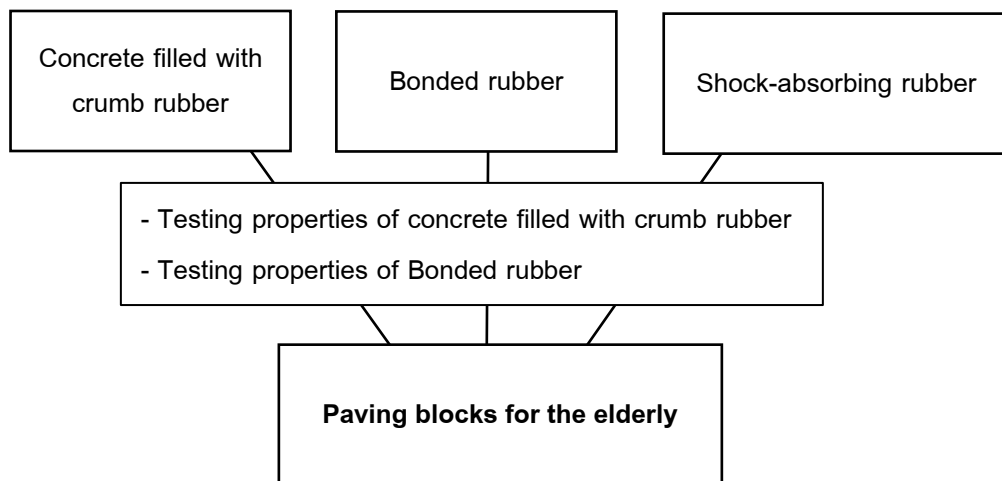 Concrete filled with
crumb rubber
Bonded rubber
Shock-absorbing rubber
- Testing properties of concrete filled with crumb rubber
- Testing properties of Bonded rubber
Paving blocks for the elderly